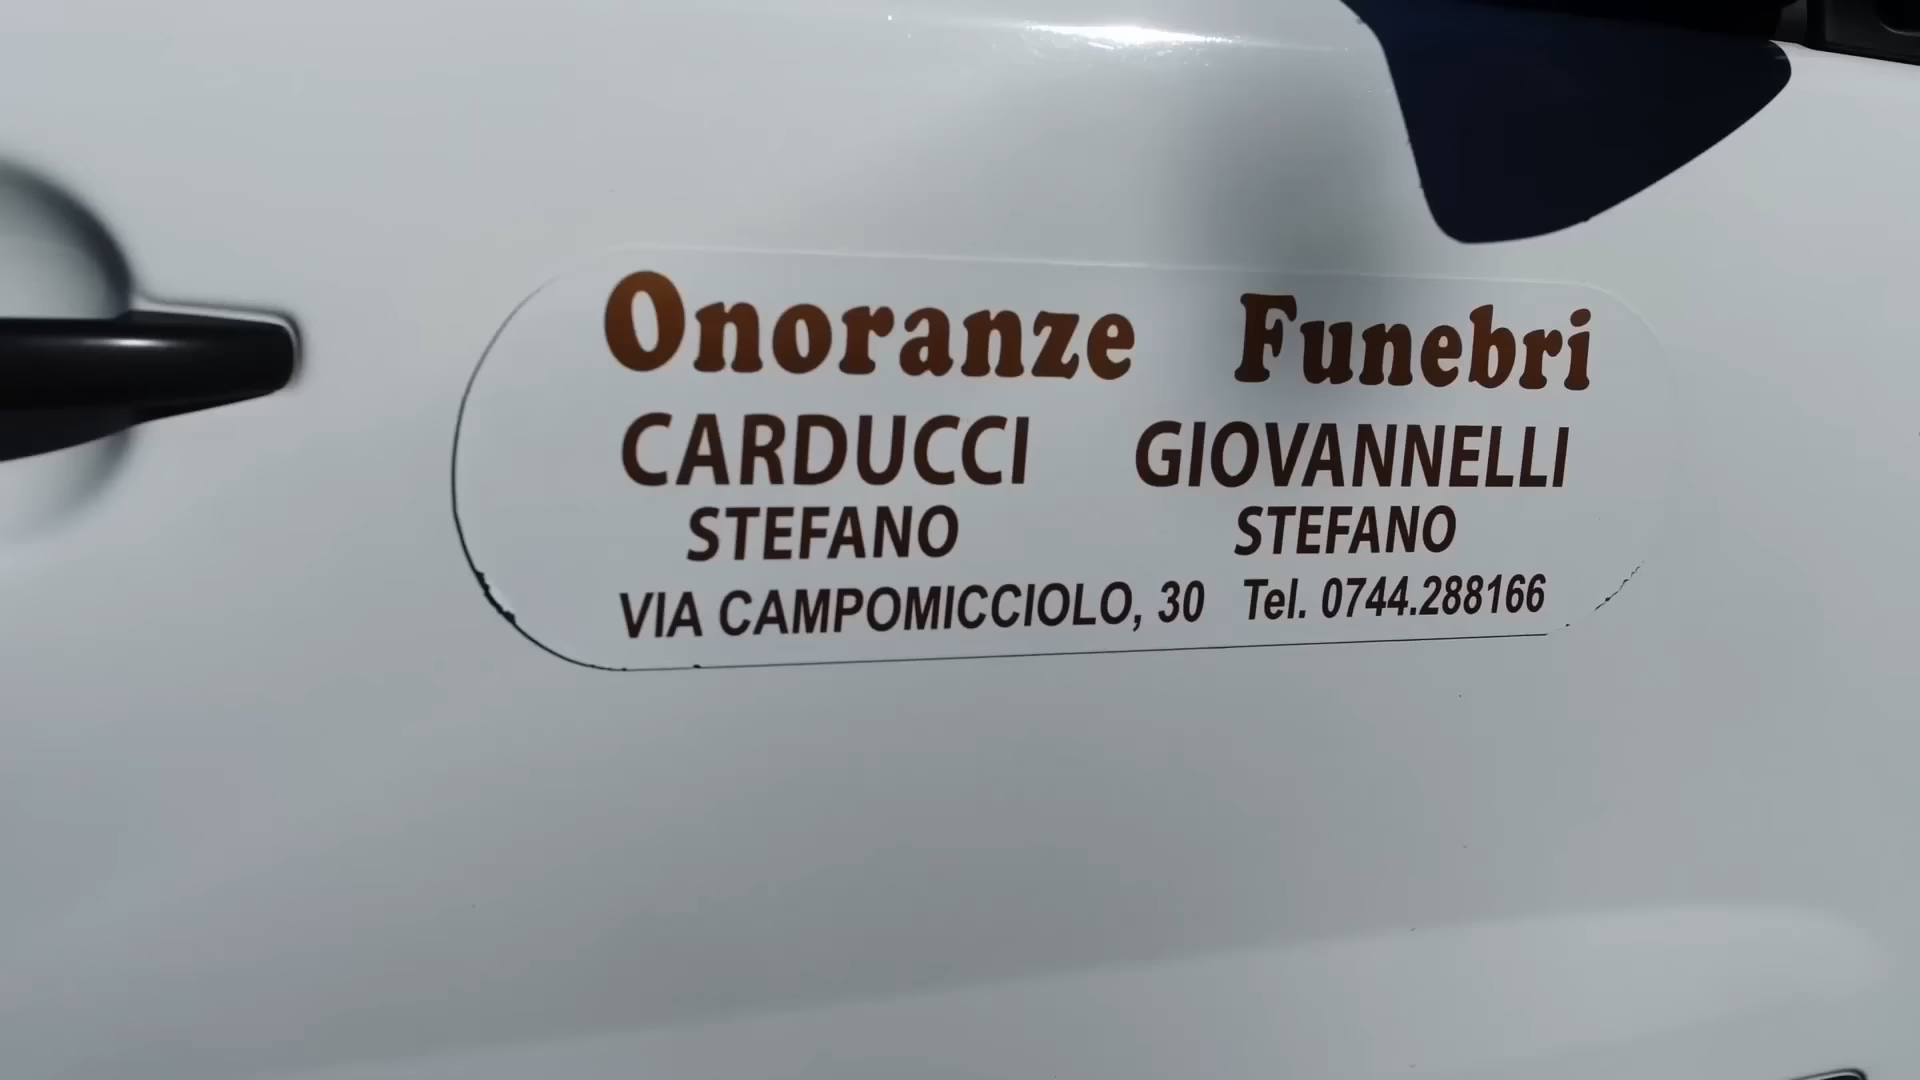 Onoranze Funebri
CARDUCCI GIOVANNELLI
STEFANO STEFANO
VIA CAMPOMICCIOLO, 30 Tel. 0744.288166